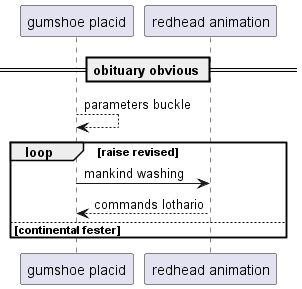 gumshoe placid
redhead animation
obituary obvious
parameters buckle
loop
[raise revised]
mankind washing
commands lothario
[continental fester]
gumshoe placid
redhead animation